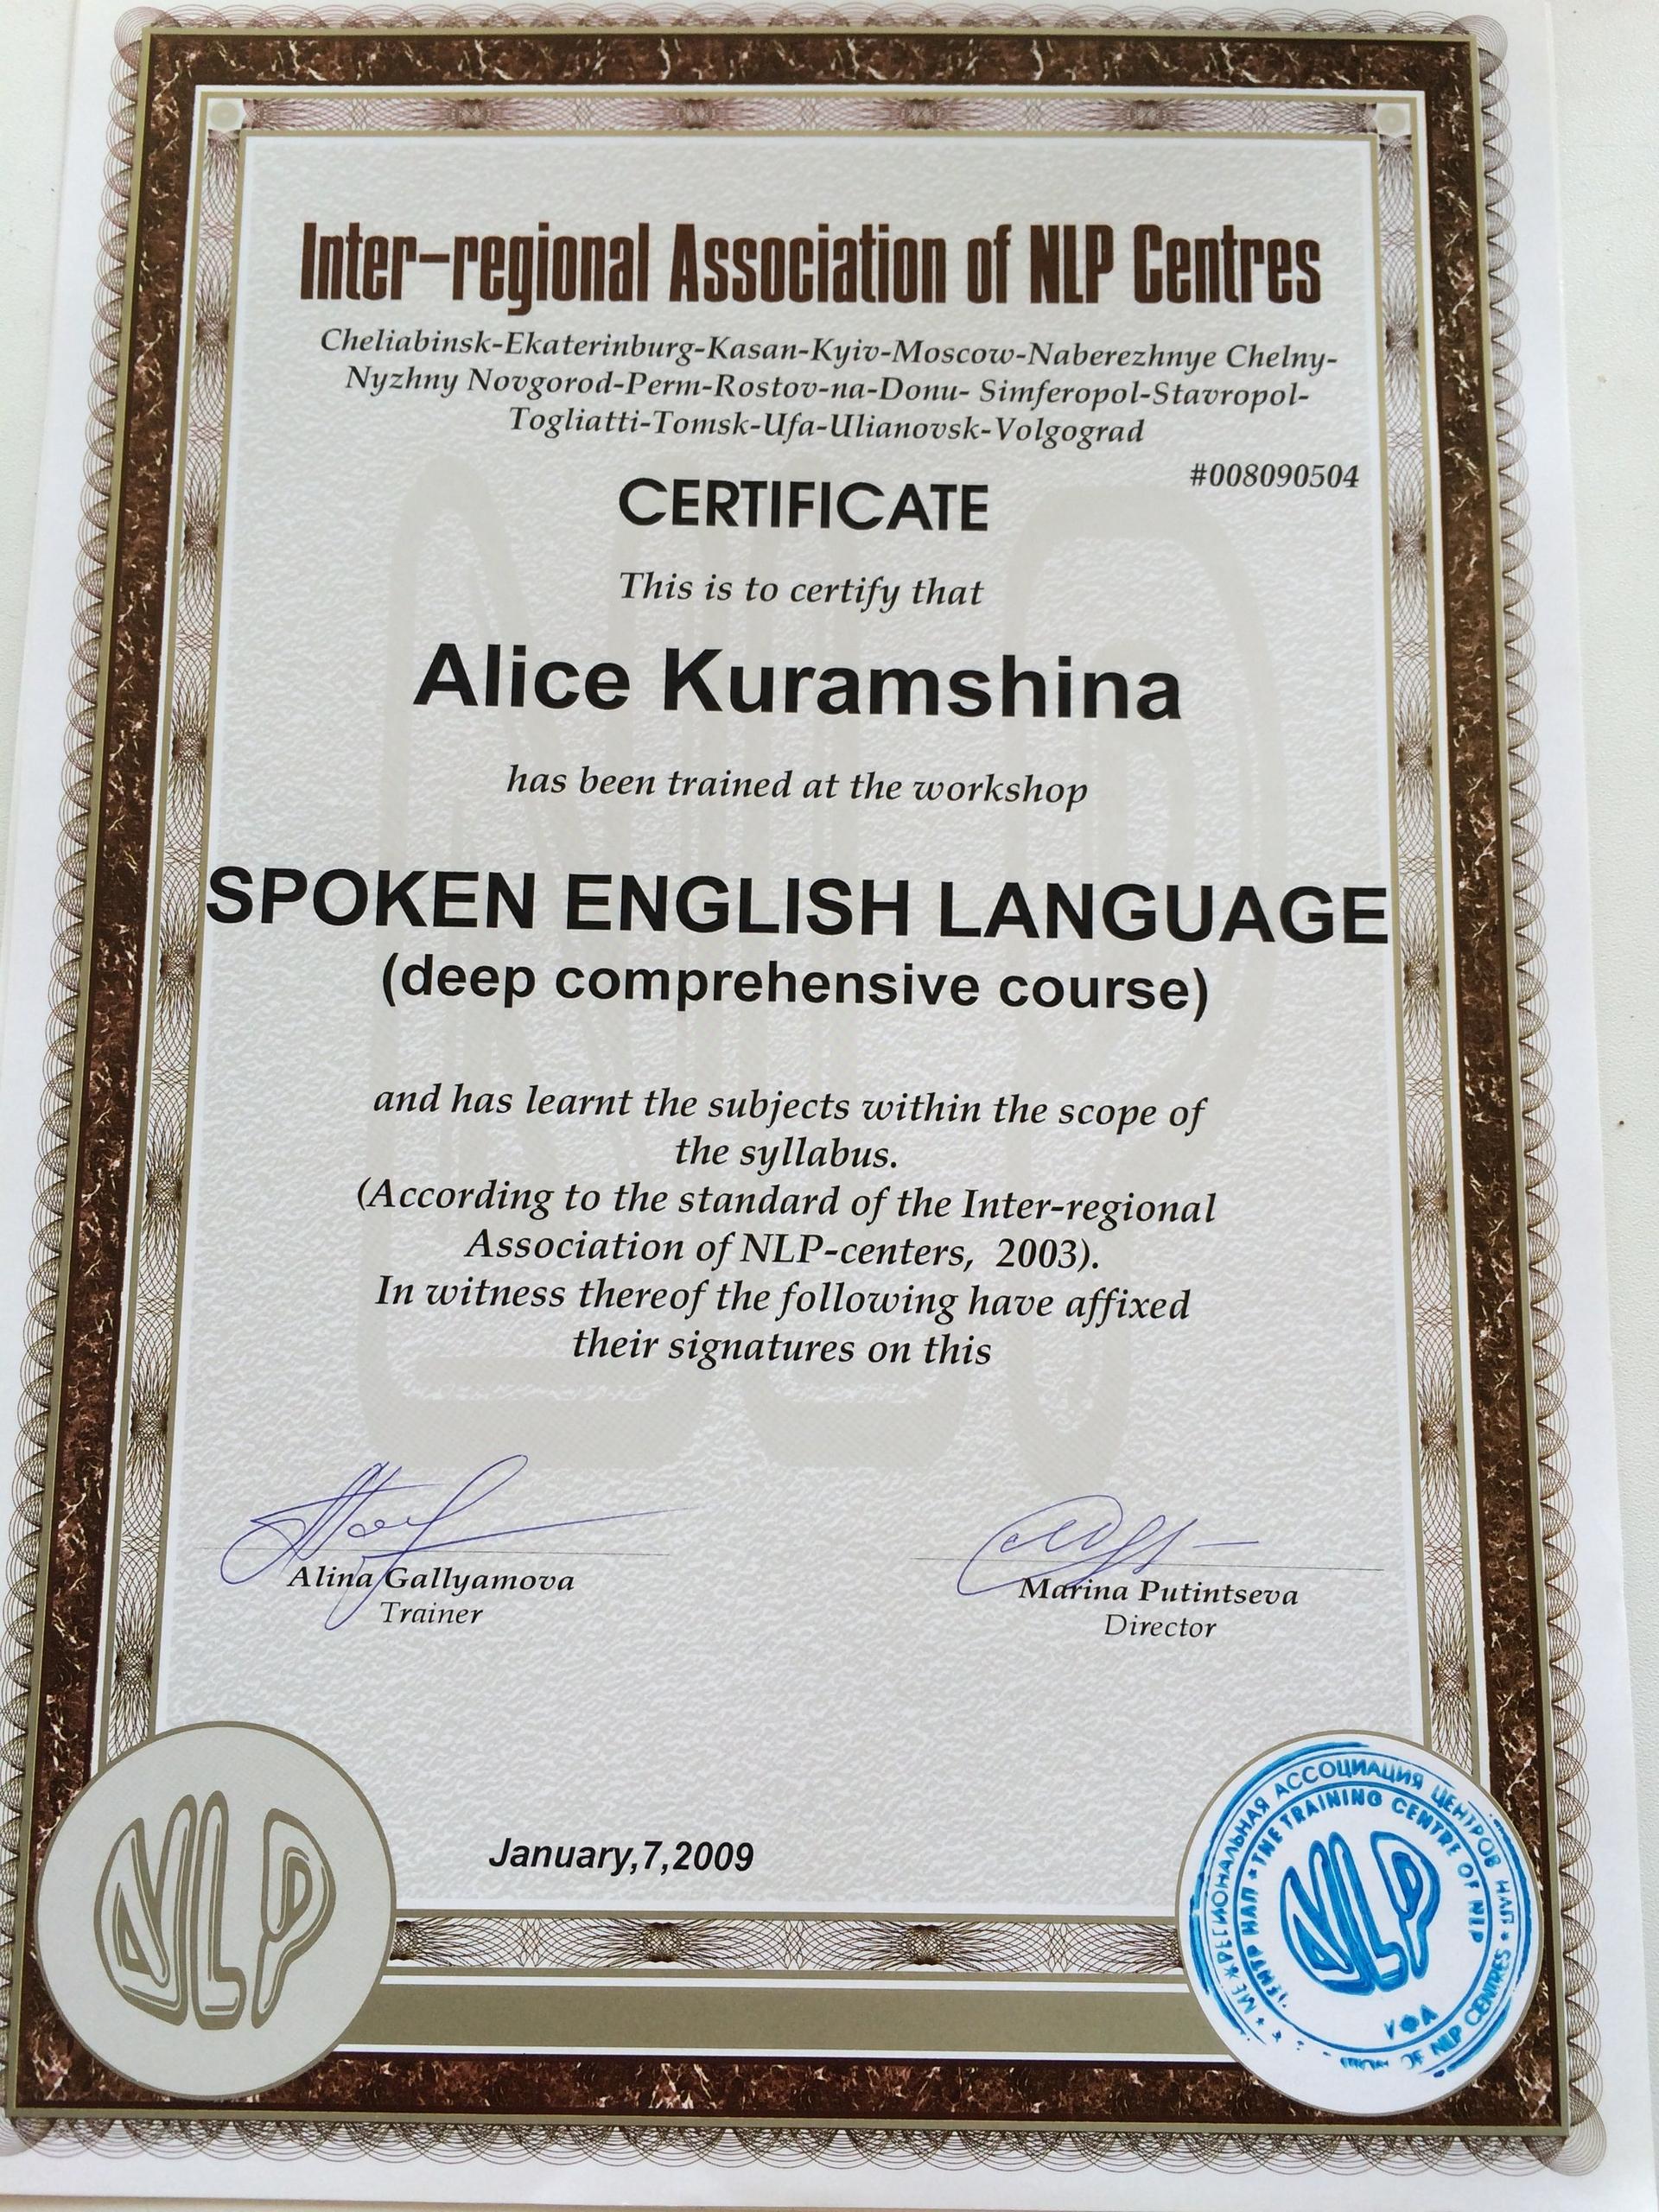 Inter-regional Association of NLP Centres
Cheliabinsk-Ekaterinburg-Kasan-Kyiv-Moscow-Naberezhnye Chelny-
Nyzhny Novgorod-Perm-Rostov-na-Donu- Simferopol-Stavropol-
Togliatti-Tomsk-Ufa-Ulianovsk-Volgograd
#008090504
CERTIFICATE
This is to certify that
Alice Kuramshina
has been trained at the workshop
SPOKEN ENGLISH LANGUAGE
(deep comprehensive course)
and has learnt the subjects within the scope of
the syllabus.
(According to the standard of the Inter-regional
Association of NLP-centers, 2003).
In witness thereof the following have affixed
their signatures on this
Alina Gallyamova
Trainer
Marina Putintseva
Director
January,7,2009
NLP
МЕЖРЕГИОНАЛЬНАЯ АССОЦИАЦИЯ ЦЕНТРОВ НЛП
OF NLP CENTRES
ЦЕНТР НЛП * THE TRAINING CENTRE OF NLP
NLP
УФА